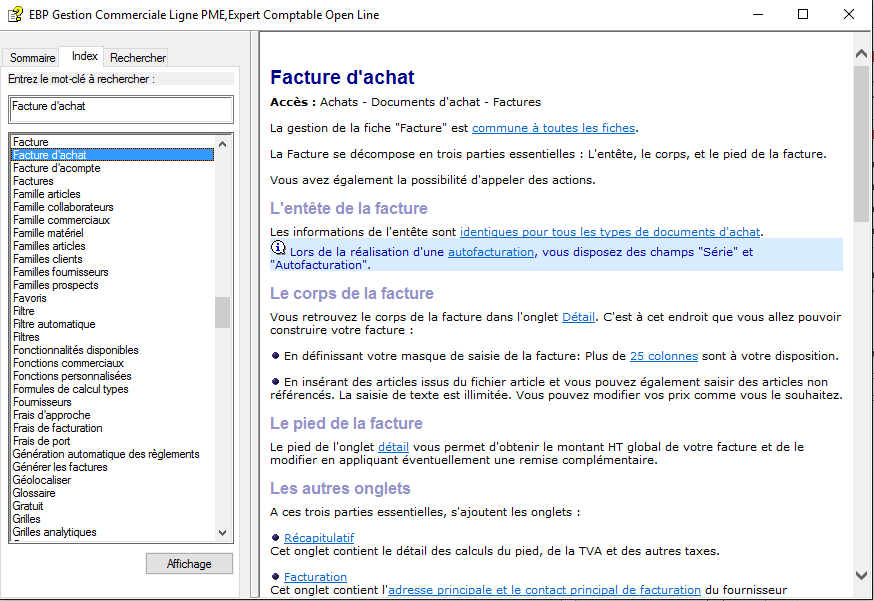 EBP Gestion Commerciale Ligne PME,Expert Comptable Open Line
Sommaire Index Rechercher
Entrez le mot-clé à rechercher :
Facture d'achat
Facture
Facture d'achat
Facture d'acompte
Factures
Famille articles
Famille collaborateurs
Famille commerciaux
Famille matériel
Familles articles
Familles clients
Familles fournisseurs
Familles prospects
Favoris
Filtre
Filtre automatique
Filtres
Fonctionnalités disponibles
Fonctions commerciaux
Fonctions personnalisées
Formules de calcul types
Fournisseurs
Frais d'approche
Frais de facturation
Frais de port
Génération automatique des règlements
Générer les factures
Géolocaliser
Glossaire
Gratuit
Grilles
Grilles analytiques
Affichage
Facture d'achat
Accès : Achats - Documents d'achat - Factures
La gestion de la fiche "Facture" est commune à toutes les fiches.
La Facture se décompose en trois parties essentielles : L'entête, le corps, et le pied de la facture.
Vous avez également la possibilité d'appeler des actions.
L'entête de la facture
Les informations de l'entête sont identiques pour tous les types de documents d'achat.
Lors de la réalisation d'une autofacturation, vous disposez des champs "Série" et
"Autofacturation".
Le corps de la facture
Vous retrouvez le corps de la facture dans l'onglet Détail. C'est à cet endroit que vous allez pouvoir
construire votre facture :
• En définissant votre masque de saisie de la facture: Plus de 25 colonnes sont à votre disposition.
• En insérant des articles issus du fichier article et vous pouvez également saisir des articles non
référencés. La saisie de texte est illimitée. Vous pouvez modifier vos prix comme vous le souhaitez.
Le pied de la facture
Le pied de l'onglet détail vous permet d'obtenir le montant HT global de votre facture et de le
modifier en appliquant éventuellement une remise complémentaire.
Les autres onglets
A ces trois parties essentielles, s'ajoutent les onglets :
• Récapitulatif
Cet onglet contient le détail des calculs du pied, de la TVA et des autres taxes.
• Facturation
Cet onglet contient l'adresse principale et le contact principal de facturation du fournisseur